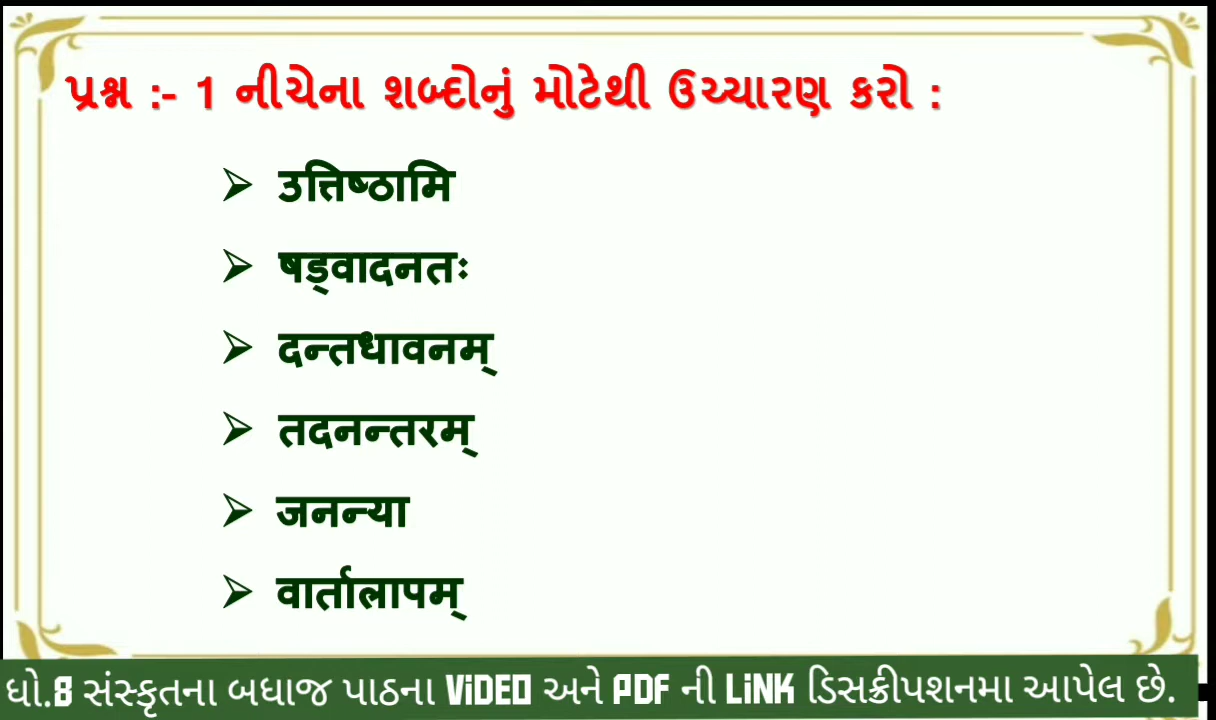 પ્રશ્ન :- 1 નીચેના શબ્દોનું મોટેથી ઉચ્ચારણ કરો :
➢ उत्तिष्ठामि
➢ षड्वादनतः
➢ दन्तधावनम्
➢ तदनन्तरम्
➢ जनन्या
➢ वार्तालापम्
ધો.8 સંસ્કૃતના બધાજ પાઠના ViDEO અને PDF ની LiNK ડિસક્રીપશનમા આપેલ છે.